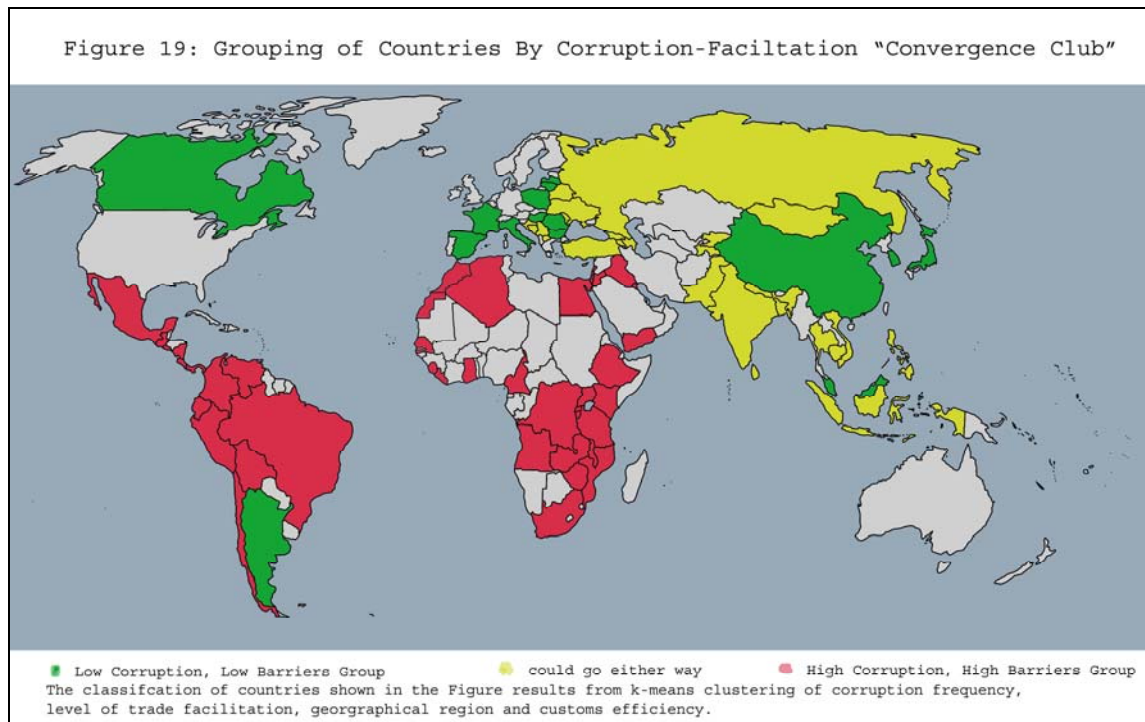 Figure 19: Grouping of Countries By Corruption-Faciltation “Convergence Club”
Low Corruption, Low Barriers Group
could go either way
High Corruption, High Barriers Group
The classifcation of countries shown in the Figure results from k-means clustering of corruption frequency,
level of trade facilitation, georgraphical region and customs efficiency.